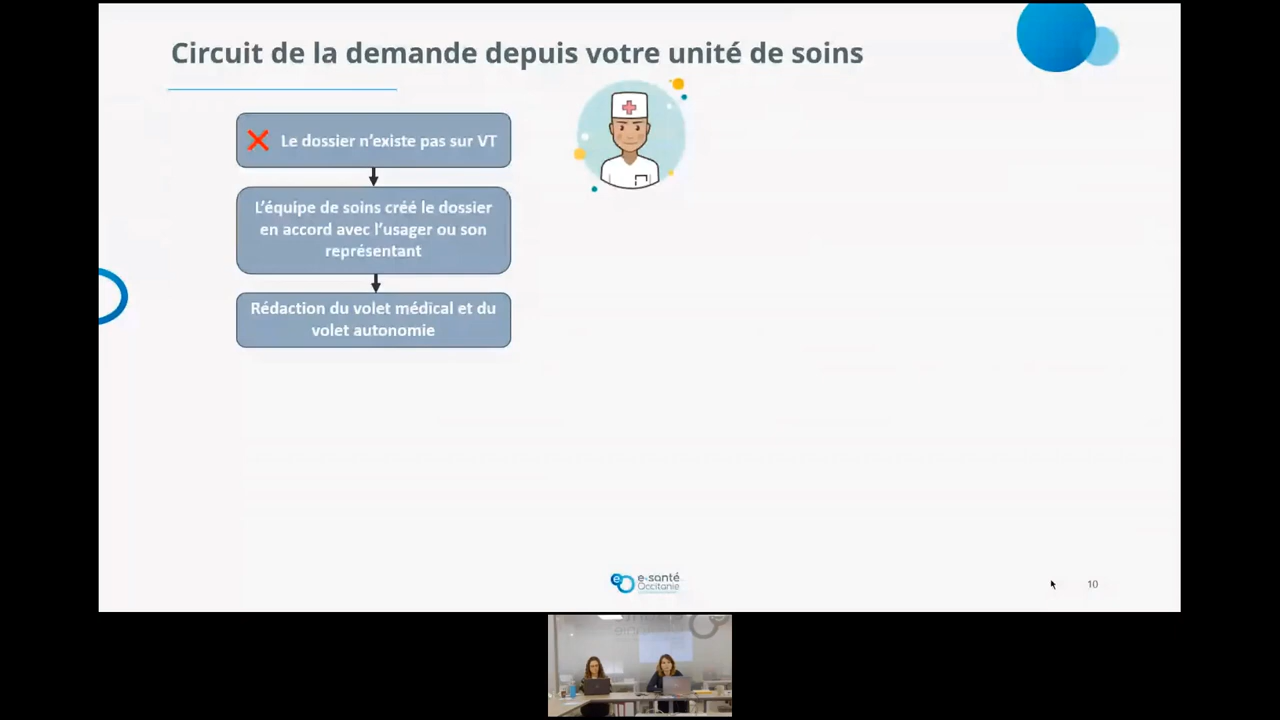 Circuit de la demande depuis votre unité de soins
Le dossier n'existe pas sur VT
L'équipe de soins créé le dossier
en accord avec l'usager ou son
représentant
Rédaction du volet médical et du
volet autonomie
e-santé
Occitanie
10